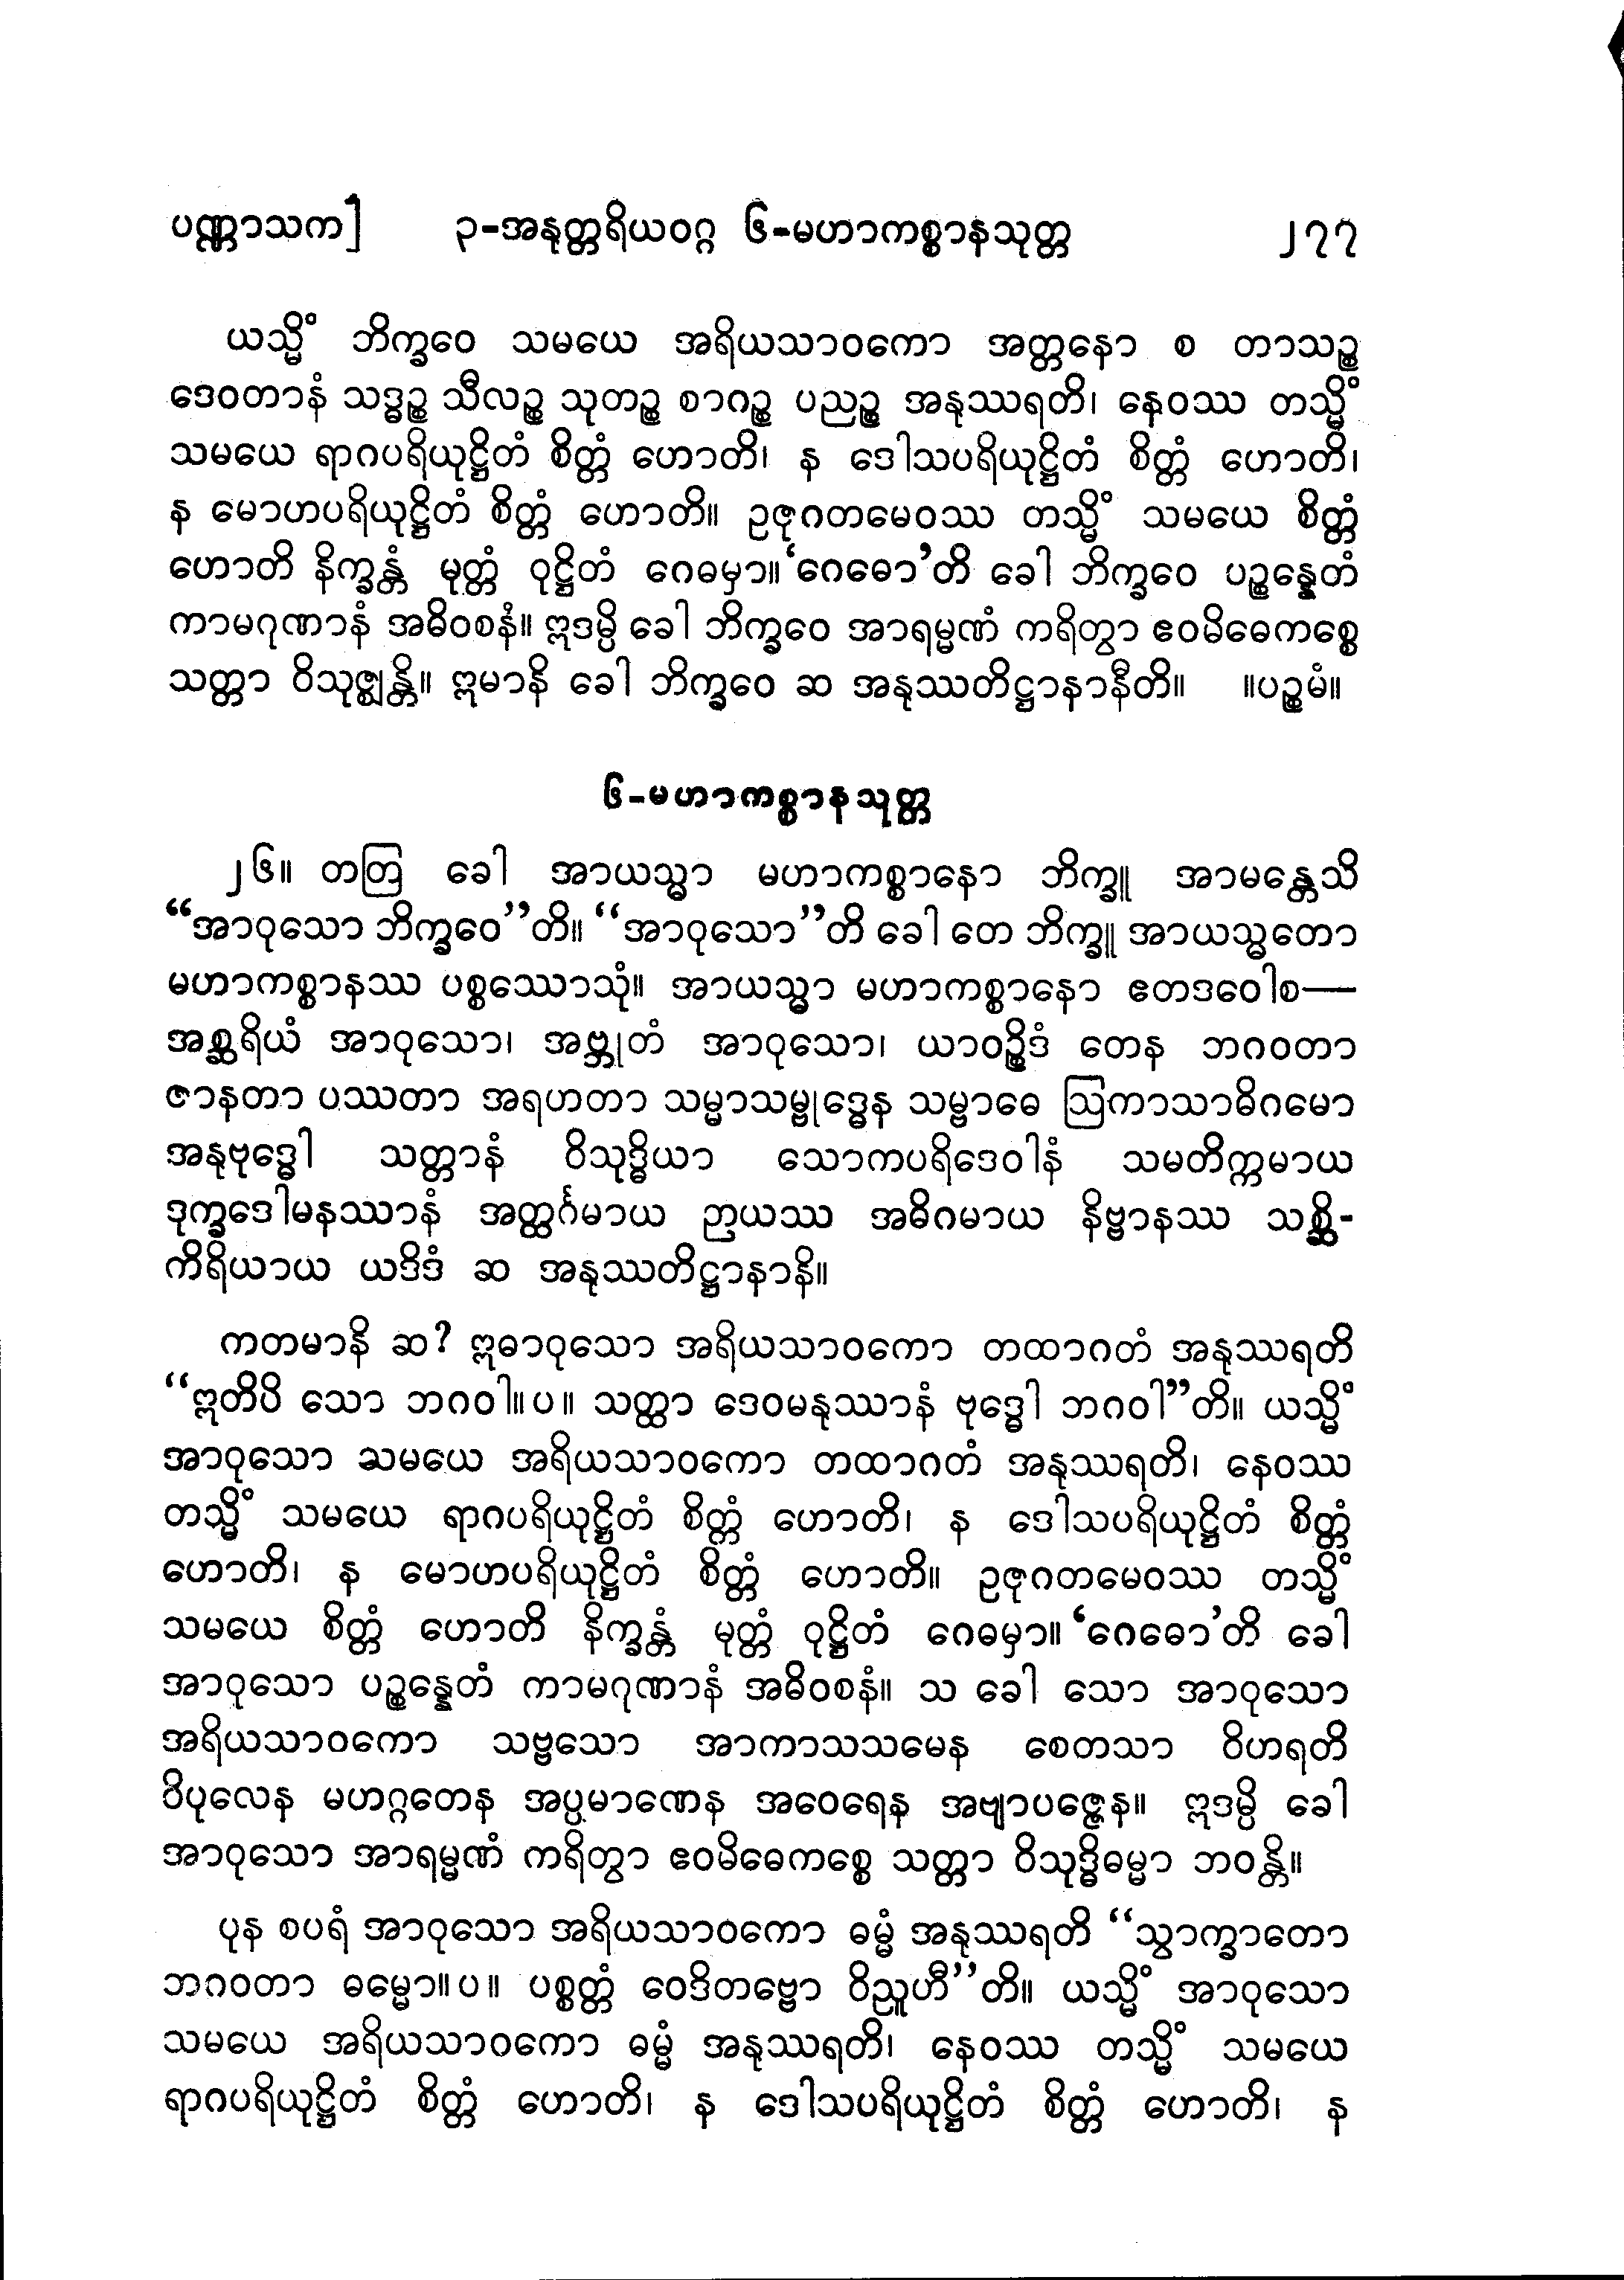 ပဏ္ဏာသက] ၃-အနုတ္တရိယဝဂ္ဂ ၆-မဟာကစ္စာနသုတ္တ ၂၇၇
ယသ္မိံ ဘိက္ခဝေ သမယေ အရိယသာဝကော အတ္တနော စ တာသဉ္စ
ဒေဝတာနံ သဒ္ဓဉ္စ သီလဉ္စ သုတဉ္စ စာဂဉ္စ ပညဉ္စ အနုဿရတိ၊ နေဝဿ တသ္မိံ
သမယေ ရာဂပရိယုဋ္ဌိတံ စိတ္တံ ဟောတိ၊ န ဒေါသပရိယုဋ္ဌိတံ စိတ္တံ ဟောတိ၊
န မောဟပရိယုဋ္ဌိတံ စိတ္တံ ဟောတိ။ ဥဇုဂတမေဝဿ တသ္မိံ သမယေ စိတ္တံ
ဟောတိ နိက္ခန္တံ မုတ္တံ ဝုဋ္ဌိတံ ဂေဓမှာ။ ‘ဂေဓော’တိ ခေါ ဘိက္ခဝေ ပဉ္စန္နေတံ
ကာမဂုဏာနံ အဓိဝစနံ။ ဣဒမ္ပိ ခေါ ဘိက္ခဝေ အာရမ္မဏံ ကရိတွာ ဧဝမိဓေကစ္စေ
သတ္တာ ဝိသုဇ္ဈန္တိ။ ဣမာနိ ခေါ ဘိက္ခဝေ ဆ အနုဿတိဋ္ဌာနာနီတိ။ ။ပဉ္စမံ။
၆-မဟာကစ္စာနသုတ္တ
၂၆။ တတြ ခေါ အာယသ္မာ မဟာကစ္စာနော ဘိက္ခူ အာမန္တေသိ
“အာဝုသော ဘိက္ခဝေ”တိ။ “အာဝုသော”တိ ခေါ တေ ဘိက္ခူ အာယသ္မတော
မဟာကစ္စာနဿ ပစ္စဿောသုံ။ အာယသ္မာ မဟာကစ္စာနော ဧတဒဝေါစ—
အစ္ဆရိယံ အာဝုသော၊ အဗ္ဘုတံ အာဝုသော၊ ယာဝဉ္စိဒံ တေန ဘဂဝတာ
ဇာနတာ ပဿတာ အရဟတာ သမ္မာသမ္ဗုဒ္ဓေန သမ္ဗာဓေ ဩကာသာဓိဂမော
အနုဗုဒ္ဓေါ သတ္တာနံ ဝိသုဒ္ဓိယာ သောကပရိဒေဝါနံ သမတိက္ကမာယ
ဒုက္ခဒေါမနဿာနံ အတ္ထင်္ဂမာယ ဉာယဿ အဓိဂမာယ နိဗ္ဗာနဿ သစ္ဆိ-
ကိရိယာယ ယဒိဒံ ဆ အနုဿတိဋ္ဌာနာနိ။
ကတမာနိ ဆ? ဣဓာဝုသော အရိယသာဝကော တထာဂတံ အနုဿရတိ
“ဣတိပိ သော ဘဂဝါ။ပ။ သတ္ထာ ဒေဝမနုဿာနံ ဗုဒ္ဓေါ ဘဂဝါ”တိ။ ယသ္မိံ
အာဝုသော သမယေ အရိယသာဝကော တထာဂတံ အနုဿရတိ၊ နေဝဿ
တသ္မိံ သမယေ ရာဂပရိယုဋ္ဌိတံ စိတ္တံ ဟောတိ၊ န ဒေါသပရိယုဋ္ဌိတံ စိတ္တံ
ဟောတိ၊ န မောဟပရိယုဋ္ဌိတံ စိတ္တံ ဟောတိ။ ဥဇုဂတမေဝဿ တသ္မိံ
သမယေ စိတ္တံ ဟောတိ နိက္ခန္တံ မုတ္တံ ဝုဋ္ဌိတံ ဂေဓမှာ။ ‘ဂေဓော’တိ ခေါ
အာဝုသော ပဉ္စန္နေတံ ကာမဂုဏာနံ အဓိဝစနံ။ သ ခေါ သော အာဝုသော
အရိယသာဝကော သဗ္ဗသော အာကာသသမေန စေတသာ ဝိဟရတိ
ဝိပုလေန မဟဂ္ဂတေန အပ္ပမာဏေန အဝေရေန အဗျာပဇ္ဇေန။ ဣဒမ္ပိ ခေါ
အာဝုသော အာရမ္မဏံ ကရိတွာ ဧဝမိဓေကစ္စေ သတ္တာ ဝိသုဒ္ဓိဓမ္မာ ဘဝန္တိ။
ပုန စပရံ အာဝုသော အရိယသာဝကော ဓမ္မံ အနုဿရတိ “သွာက္ခာတော
ဘဂဝတာ ဓမ္မော။ပ။ ပစ္စတ္တံ ဝေဒိတဗ္ဗော ဝိညူဟီ”တိ။ ယသ္မိံ အာဝုသော
သမယေ အရိယသာဝကော ဓမ္မံ အနုဿရတိ၊ နေဝဿ တသ္မိံ သမယေ
ရာဂပရိယုဋ္ဌိတံ စိတ္တံ ဟောတိ၊ န ဒေါသပရိယုဋ္ဌိတံ စိတ္တံ ဟောတိ၊ န